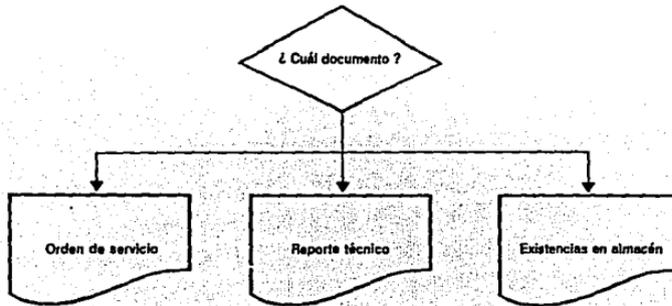 ¿ Cuál documento ?
Orden de servicio
Reporte técnico
Existencias en almacén